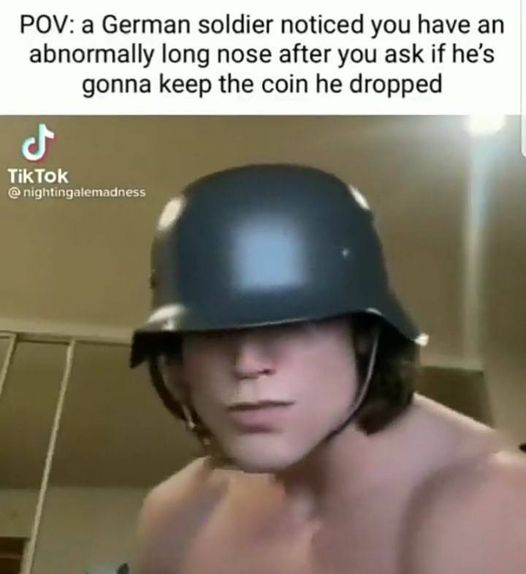 POV: a German soldier noticed you have an
abnormally long nose after you ask if he's
gonna keep the coin he dropped
TikTok
@nightingalemadness